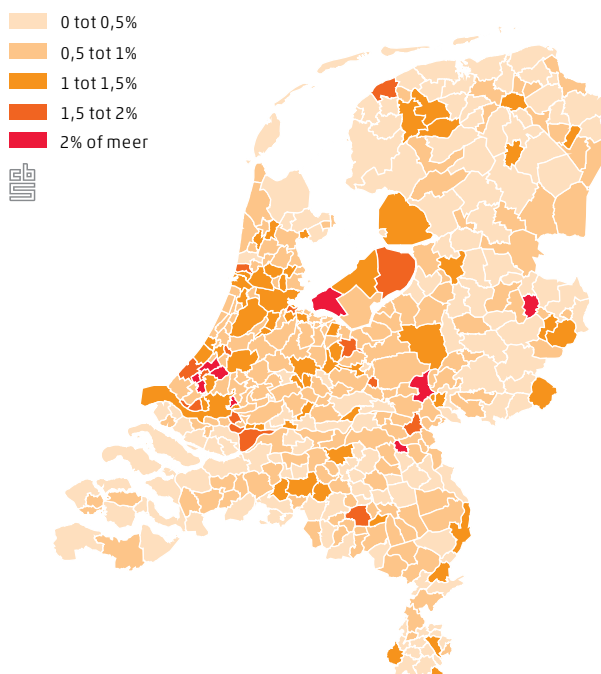 0 tot 0,5%
0,5 tot 1%
1 tot 1,5%
1,5 tot 2%
2% of meer
cbs